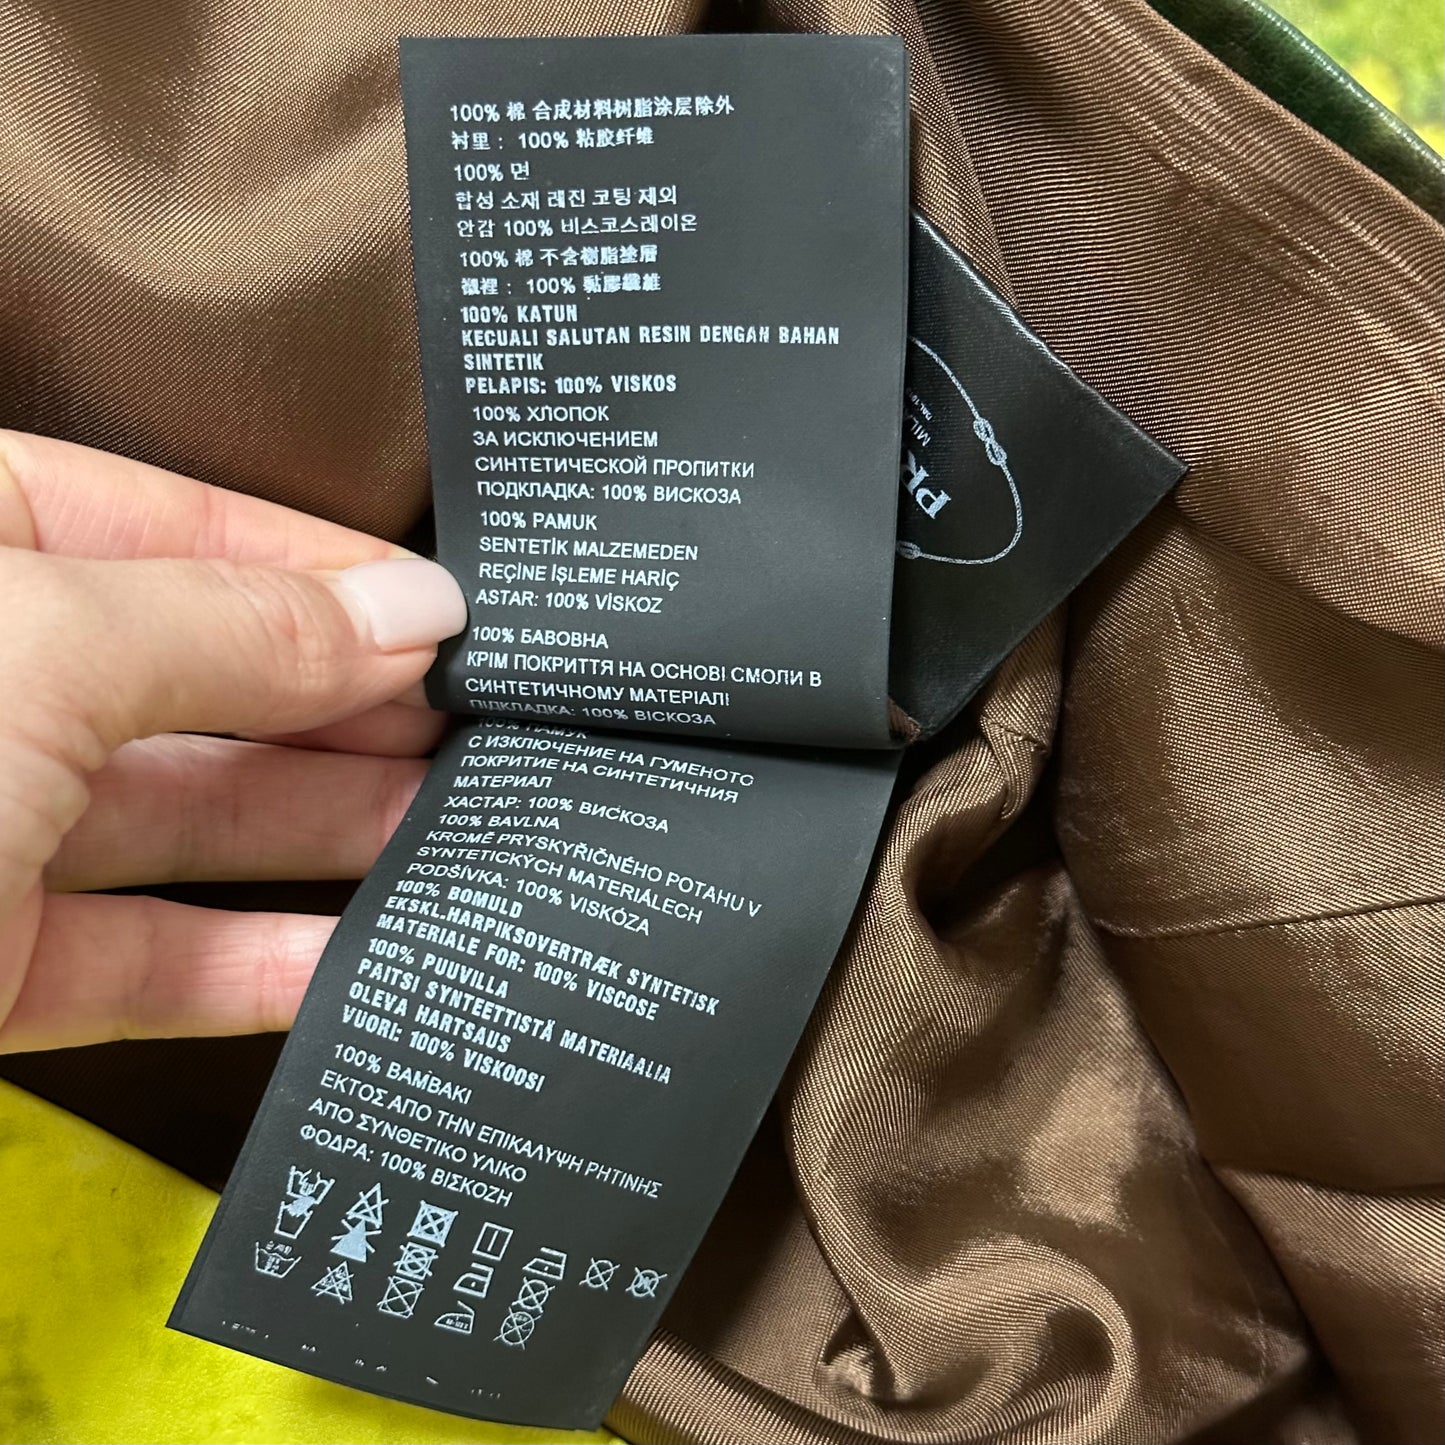 100% 棉 合成材料树脂涂层除外
衬里： 100% 粘胶纤维
100% 면
합성 소재 레진 코팅 제외
안감 100% 비스코스레이온
100% 棉 不含樹脂塗層
襯裡： 100% 黏膠纖維
100% KATUN
KECUALI SALUTAN RESIN DENGAN BAHAN
SINTETIK
PELAPIS: 100% VISKOS
100% ХЛОПОК
ЗА ИСКЛЮЧЕНИЕМ
СИНТЕТИЧЕСКОЙ ПРОПИТКИ
ПОДКЛАДКА: 100% ВИСКОЗА
100% PAMUK
SENTETİK MALZEMEDEN
REÇİNE İŞLEME HARİÇ
ASTAR: 100% VİSKOZ
100% БАВОВНА
КРІМ ПОКРИТТЯ НА ОСНОВІ СМОЛИ В
СИНТЕТИЧНОМУ МАТЕРІАЛІ
ПІДКЛАДКА: 100% ВІСКОЗА
100% ПАМУК
С ИЗКЛЮЧЕНИЕ НА ГУМЕНОТО
ПОКРИТИЕ НА СИНТЕТИЧНИЯ
МАТЕРИАЛ
ХАСТАР: 100% ВИСКОЗА
100% BAVLNA
KROMĚ PRYSKYŘIČNÉHO POTAHU V
SYNTETICKÝCH MATERIÁLECH
PODŠÍVKA: 100% VISKÓZA
100% BOMULD
EKSKL.HARPIKSOVERTRÆK SYNTETISK
MATERIALE FOR: 100% VISCOSE
100% PUUVILLA
PAITSI SYNTEETTISTÄ MATERIAALIA
OLEVA HARTSAUS
VUORI: 100% VISKOOSI
100% ΒΑΜΒΑΚΙ
ΕΚΤΟΣ ΑΠΟ ΤΗΝ ΕΠΙΚΑΛΥΨΗ ΡΗΤΙΝΗΣ
ΑΠΟ ΣΥΝΘΕΤΙΚΟ ΥΛΙΚΟ
ΦΟΔΡΑ: 100% ΒΙΣΚΟΖΗ
PR
MILA